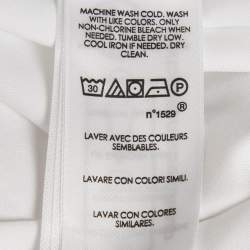 MACHINE WASH COLD. WASH
WITH LIKE COLORS. ONLY
NON-CHLORINE BLEACH WHEN
NEEDED. TUMBLE DRY LOW.
COOL IRON IF NEEDED. DRY
CLEAN.
30 P
n°1529 ®
LAVER AVEC DES COULEURS
SEMBLABLES.
LAVARE CON COLORI SIMILI.
LAVAR CON COLORES
SIMILARES.